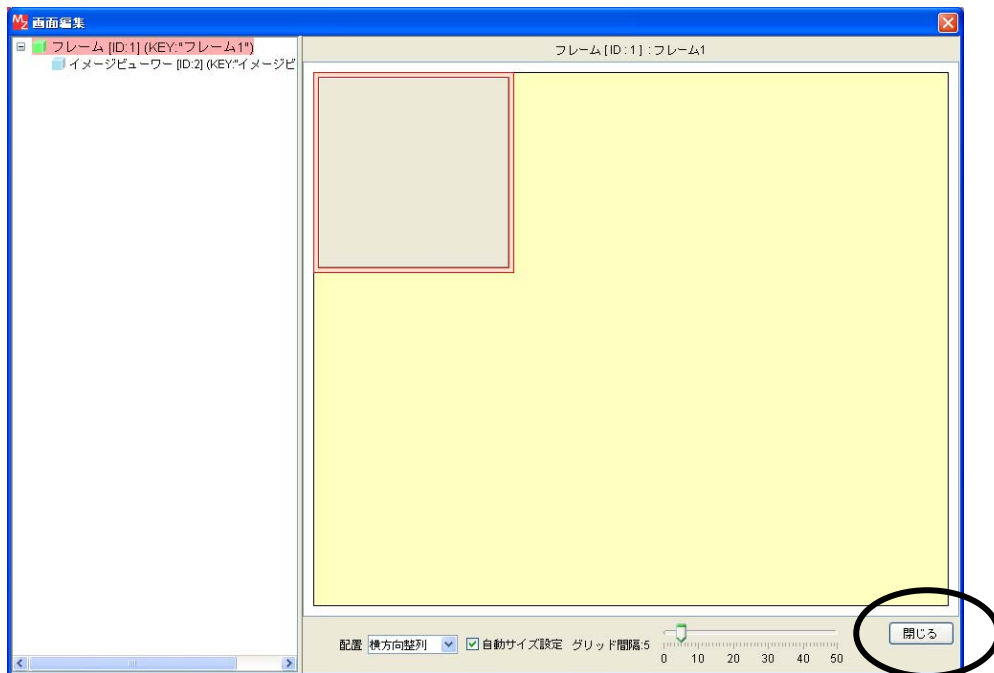 Mz 画面編集
フレーム [ID:1] (KEY:"フレーム1")
イメージビューワー [ID:2] (KEY:"イメージビ
フレーム [ID:1] : フレーム1
配置 横方向整列 自動サイズ設定 グリッド間隔:5
0 10 20 30 40 50
閉じる